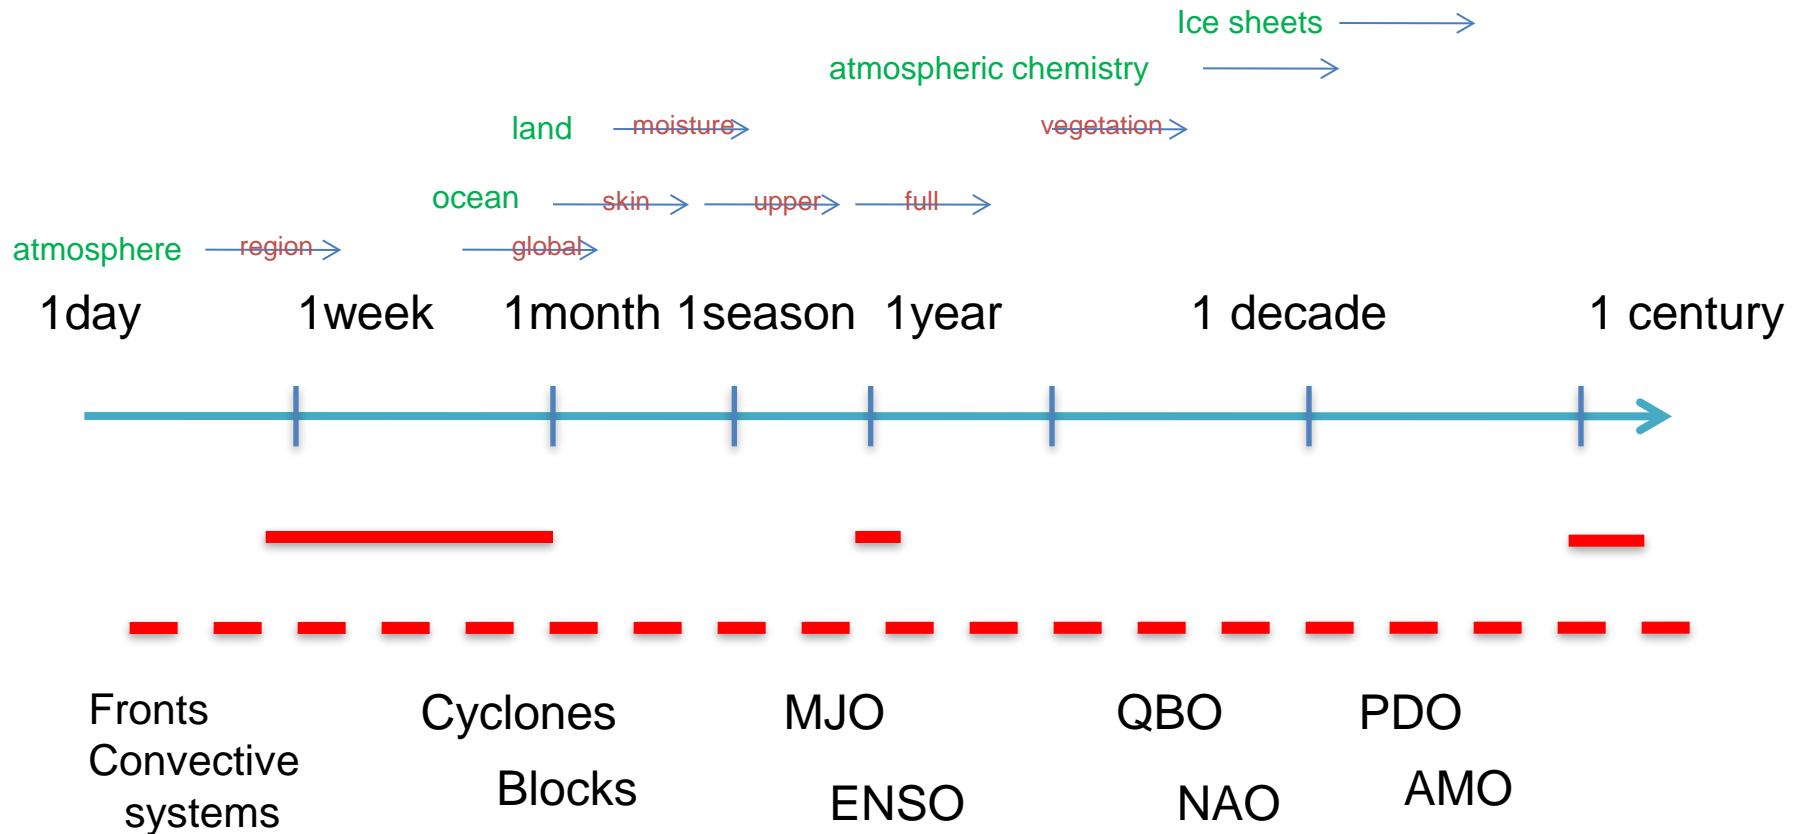 Ice sheets
atmospheric chemistry
land moisture vegetation
ocean skin upper full
atmosphere region global
1day 1week 1month 1season 1year 1 decade 1 century
Fronts Cyclones MJO QBO PDO
Convective
systems Blocks ENSO NAO AMO